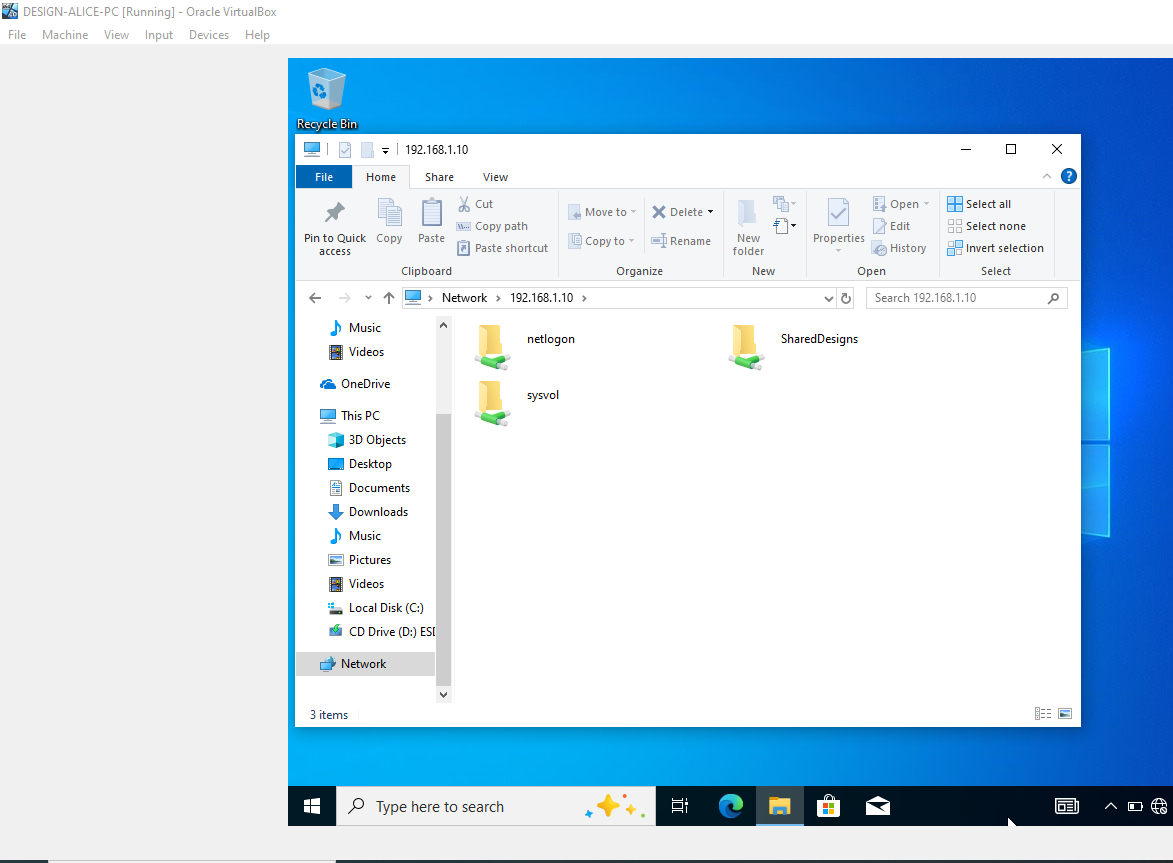 DESIGN-ALICE-PC [Running] - Oracle VirtualBox
File Machine View Input Devices Help
Recycle Bin
192.168.1.10
File Home Share View
Pin to Quick access
Copy
Paste
Cut
Copy path
Paste shortcut
Clipboard
Move to
Copy to
Delete
Rename
Organize
New folder
New
Properties
Open
Edit
History
Open
Select all
Select none
Invert selection
Select
Network > 192.168.1.10 >
Search 192.168.1.10
Music
Videos
OneDrive
This PC
3D Objects
Desktop
Documents
Downloads
Music
Pictures
Videos
Local Disk (C:)
CD Drive (D:) ESD
Network
netlogon
SharedDesigns
sysvol
3 items
Type here to search